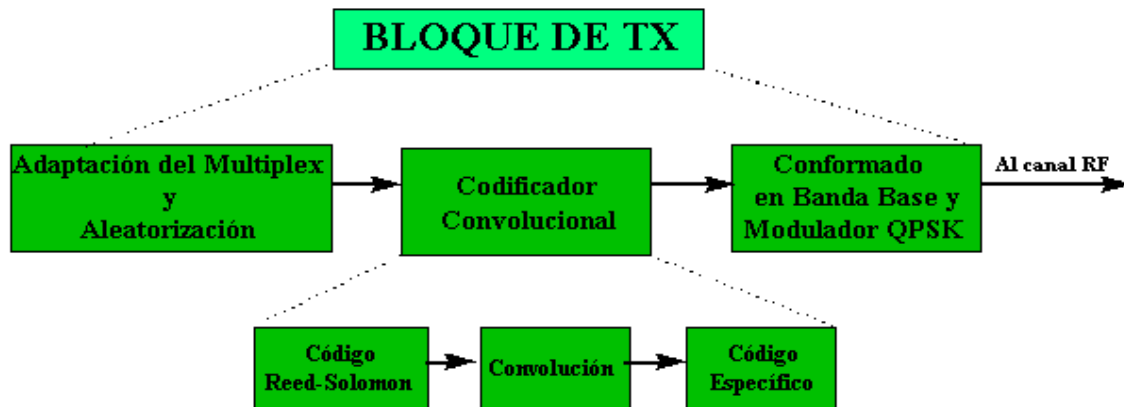 BLOQUE DE TX
Adaptación del Multiplex
y
Aleatorización
Codificador
Convolucional
Conformado
en Banda Base y
Modulador QPSK
Al canal RF
Código
Reed-Solomon
Convolución
Código
Específico